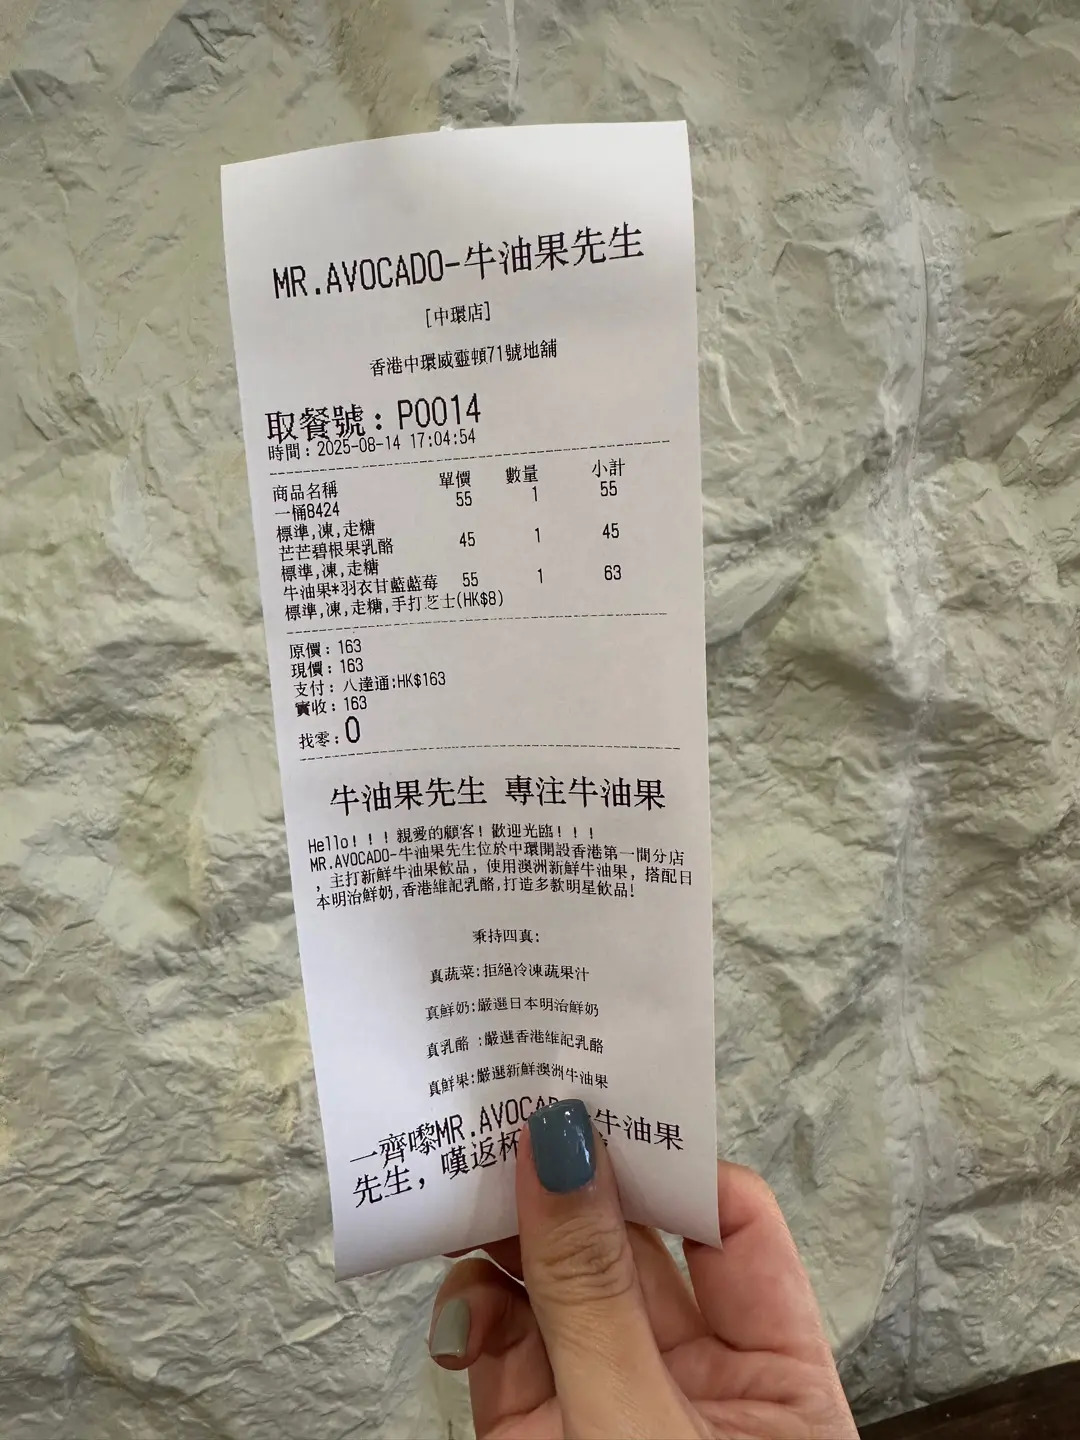 MR.AVOCADO-牛油果先生
[中環店]
香港中環威靈頓71號地舖
取餐號：P0014
時間：2025-08-14 17:04:54
商品名稱 單價 數量 小計
一桶8424 55 1 55
標準,凍,走糖
芒芒碧根果乳酪 45 1 45
標準,凍,走糖
牛油果*羽衣甘藍藍莓 55 1 63
標準,凍,走糖,手打芝士(HK$8)
原價：163
現價：163
支付：八達通:HK$163
實收：163
找零:0
牛油果先生 專注牛油果
Hello！！！親愛的顧客！歡迎光臨！！！
MR.AVOCADO-牛油果先生位於中環開設香港第一間分店
，主打新鮮牛油果飲品，使用澳洲新鮮牛油果，搭配日
本明治鮮奶,香港維記乳酪,打造多款明星飲品！
秉持四真:
真蔬菜:拒絕冷凍蔬果汁
真鮮奶:嚴選日本明治鮮奶
真乳酪 :嚴選香港維記乳酪
真鮮果:嚴選新鮮澳洲牛油果
一齊嚟MR.AVOCAD 牛油果
先生，嘆返杯